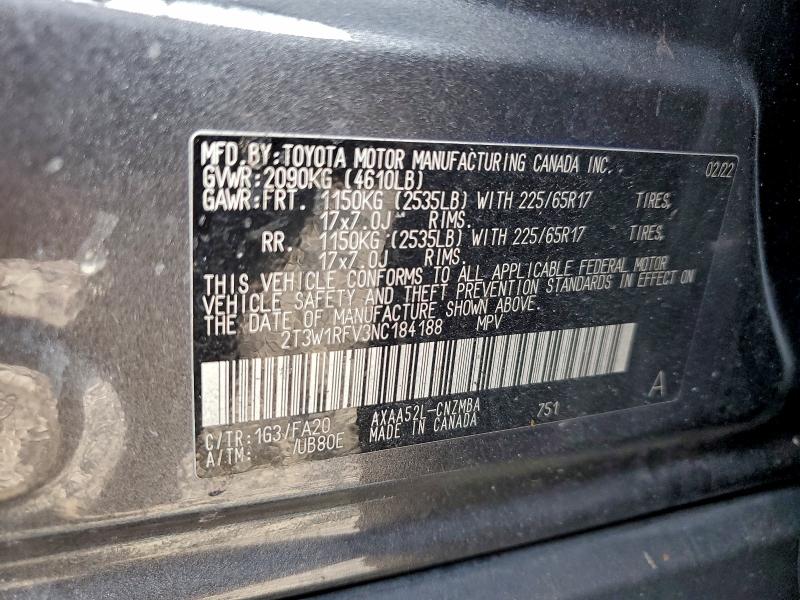 MFD.BY:TOYOTA MOTOR MANUFACTURING CANADA INC. 02/22
GVWR:2090KG (4610LB)
GAWR:FRT. 1150KG (2535LB) WITH 225/65R17 TIRES,
17x7.0J RIMS.
RR. 1150KG (2535LB) WITH 225/65R17 TIRES,
17x7.0J RIMS.
THIS VEHICLE CONFORMS TO ALL APPLICABLE FEDERAL MOTOR
VEHICLE SAFETY AND THEFT PREVENTION STANDARDS IN EFFECT ON
THE DATE OF MANUFACTURE SHOWN ABOVE.
2T3W1RFV3NC184188 MPV
A
C/TR:1G3/FA20 AXAA52L-CNZMBA 751
A/TM: /UB80E MADE IN CANADA